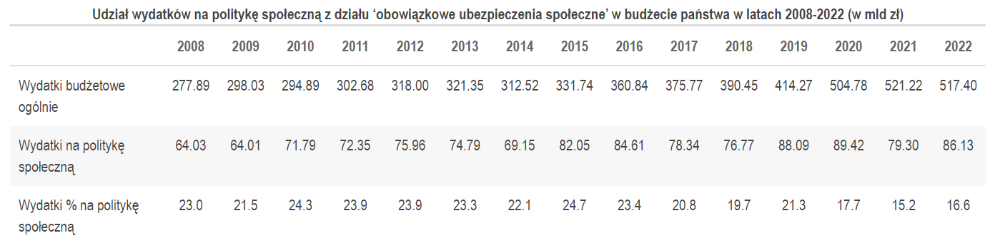 Udział wydatków na politykę społeczną z działu ‘obowiązkowe ubezpieczenia społeczne’ w budżecie państwa w latach 2008-2022 (w mld zł)
2008 2009 2010 2011 2012 2013 2014 2015 2016 2017 2018 2019 2020 2021 2022
Wydatki budżetowe 277.89 298.03 294.89 302.68 318.00 321.35 312.52 331.74 360.84 375.77 390.45 414.27 504.78 521.22 517.40
ogólnie
Wydatki na politykę 64.03 64.01 71.79 72.35 75.96 74.79 69.15 82.05 84.61 78.34 76.77 88.09 89.42 79.30 86.13
społeczną
Wydatki % na politykę 23.0 21.5 24.3 23.9 23.9 23.3 22.1 24.7 23.4 20.8 19.7 21.3 17.7 15.2 16.6
społeczną